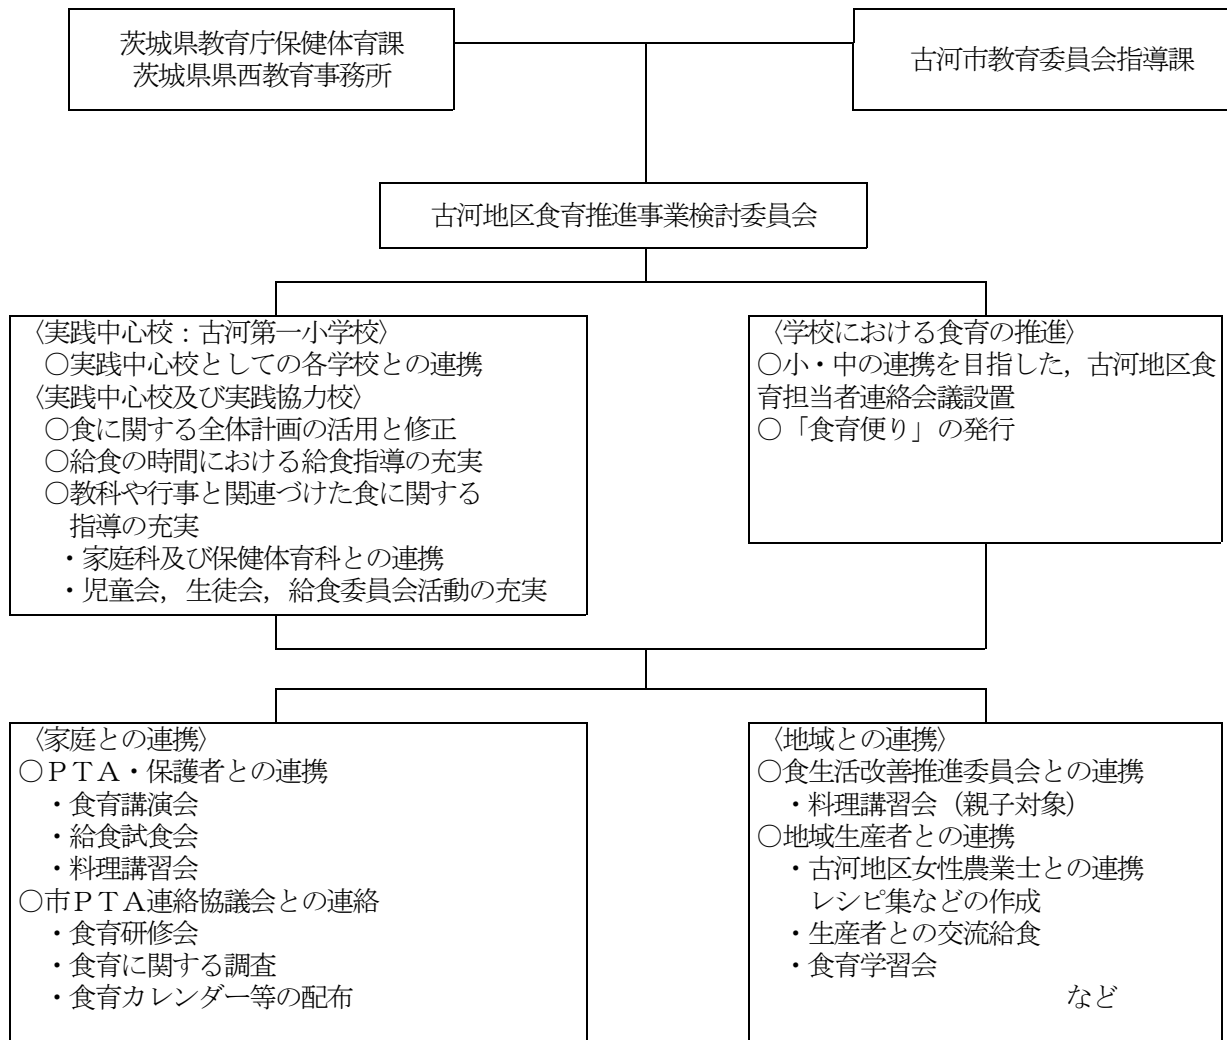 茨城県教育庁保健体育課
茨城県県西教育事務所
古河市教育委員会指導課
古河地区食育推進事業検討委員会
〈実践中心校：古河第一小学校〉
○実践中心校としての各学校との連携
〈実践中心校及び実践協力校〉
○食に関する全体計画の活用と修正
○給食の時間における給食指導の充実
○教科や行事と関連づけた食に関する
指導の充実
・家庭科及び保健体育科との連携
・児童会，生徒会，給食委員会活動の充実
〈学校における食育の推進〉
○小・中の連携を目指した，古河地区食
育担当者連絡会議設置
○「食育便り」の発行
〈家庭との連携〉
○ＰＴＡ・保護者との連携
・食育講演会
・給食試食会
・料理講習会
○市ＰＴＡ連絡協議会との連絡
・食育研修会
・食育に関する調査
・食育カレンダー等の配布
〈地域との連携〉
○食生活改善推進委員会との連携
・料理講習会（親子対象）
○地域生産者との連携
・古河地区女性農業士との連携
レシピ集などの作成
・生産者との交流給食
・食育学習会
など